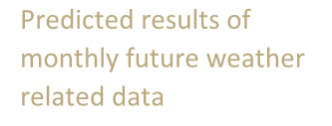 Predicted results of
monthly future weather
related data